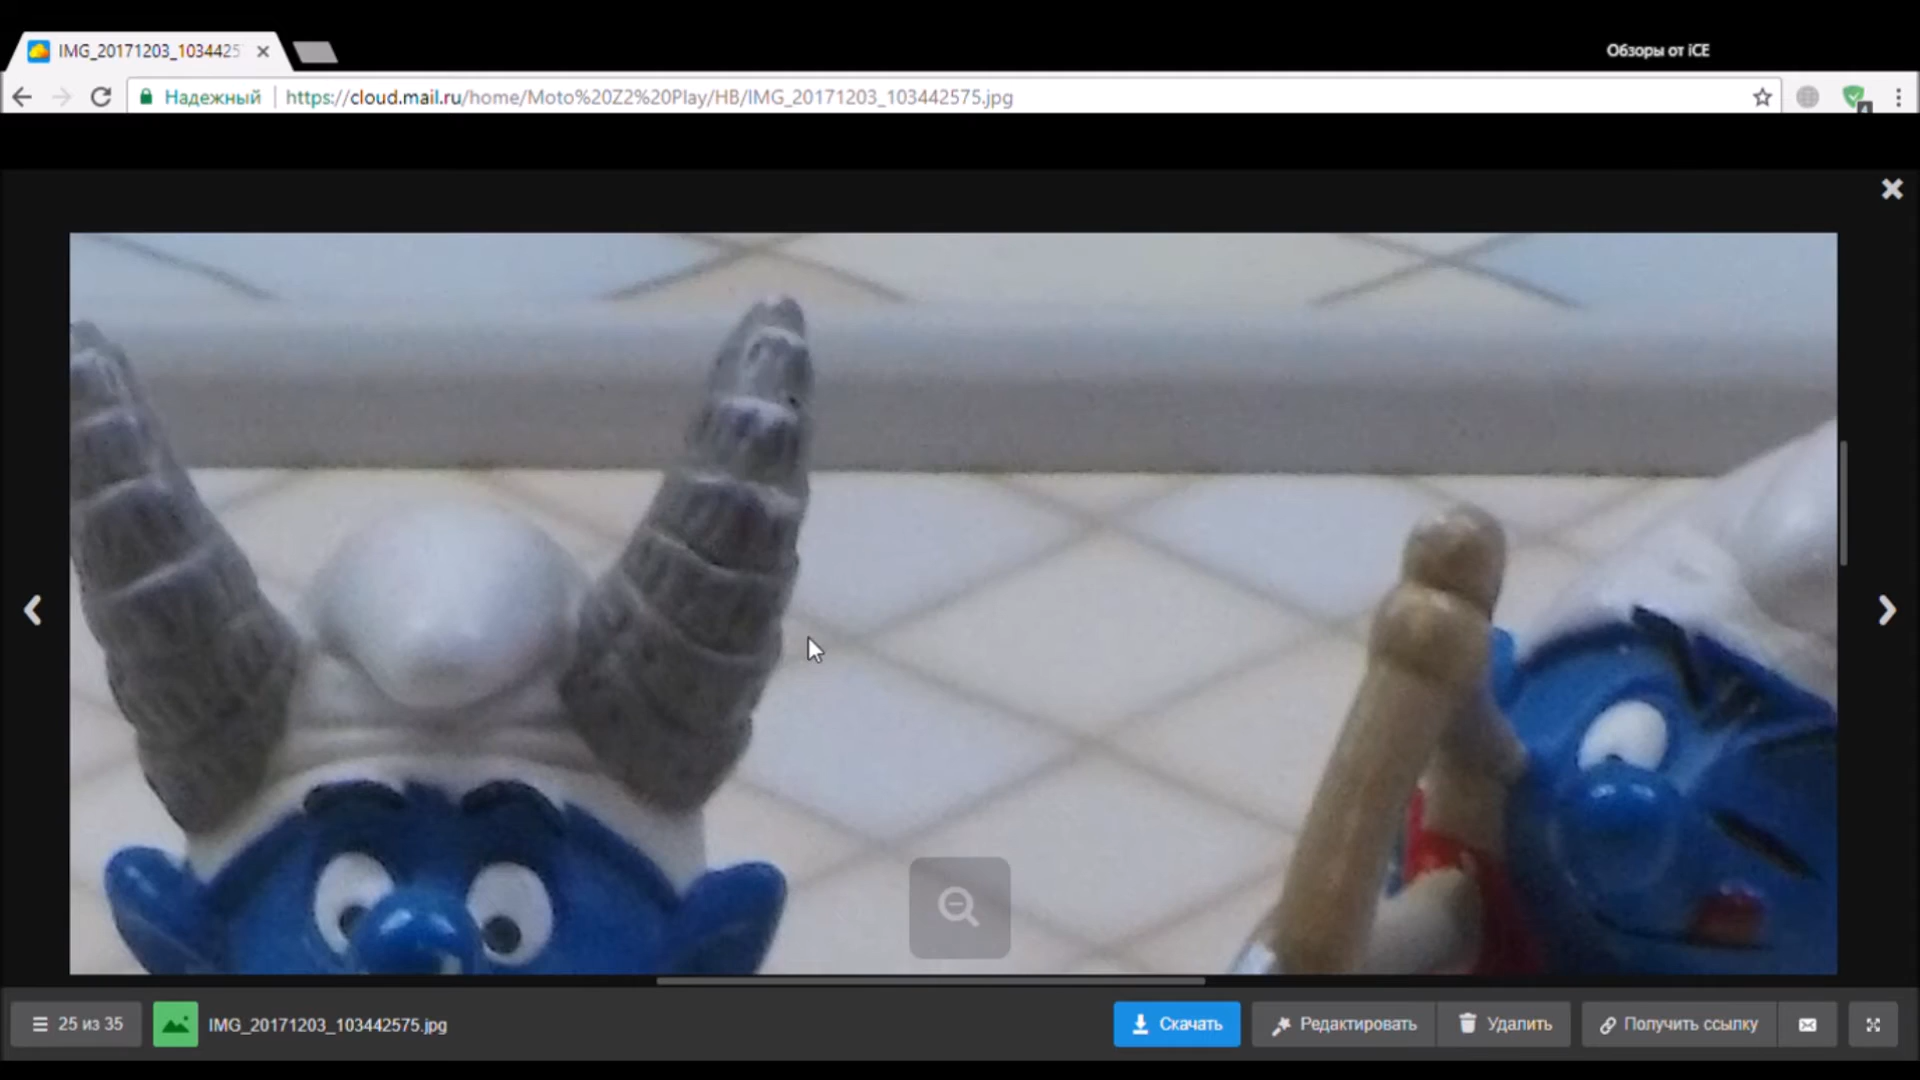 IMG_20171203_1034425
Обзоры от iCE
Надежный
https://cloud.mail.ru/home/Moto%20Z2%20Play/HB/IMG_20171203_103442575.jpg
25 из 35
IMG_20171203_103442575.jpg
Скачать
Редактировать
Удалить
Получить ссылку